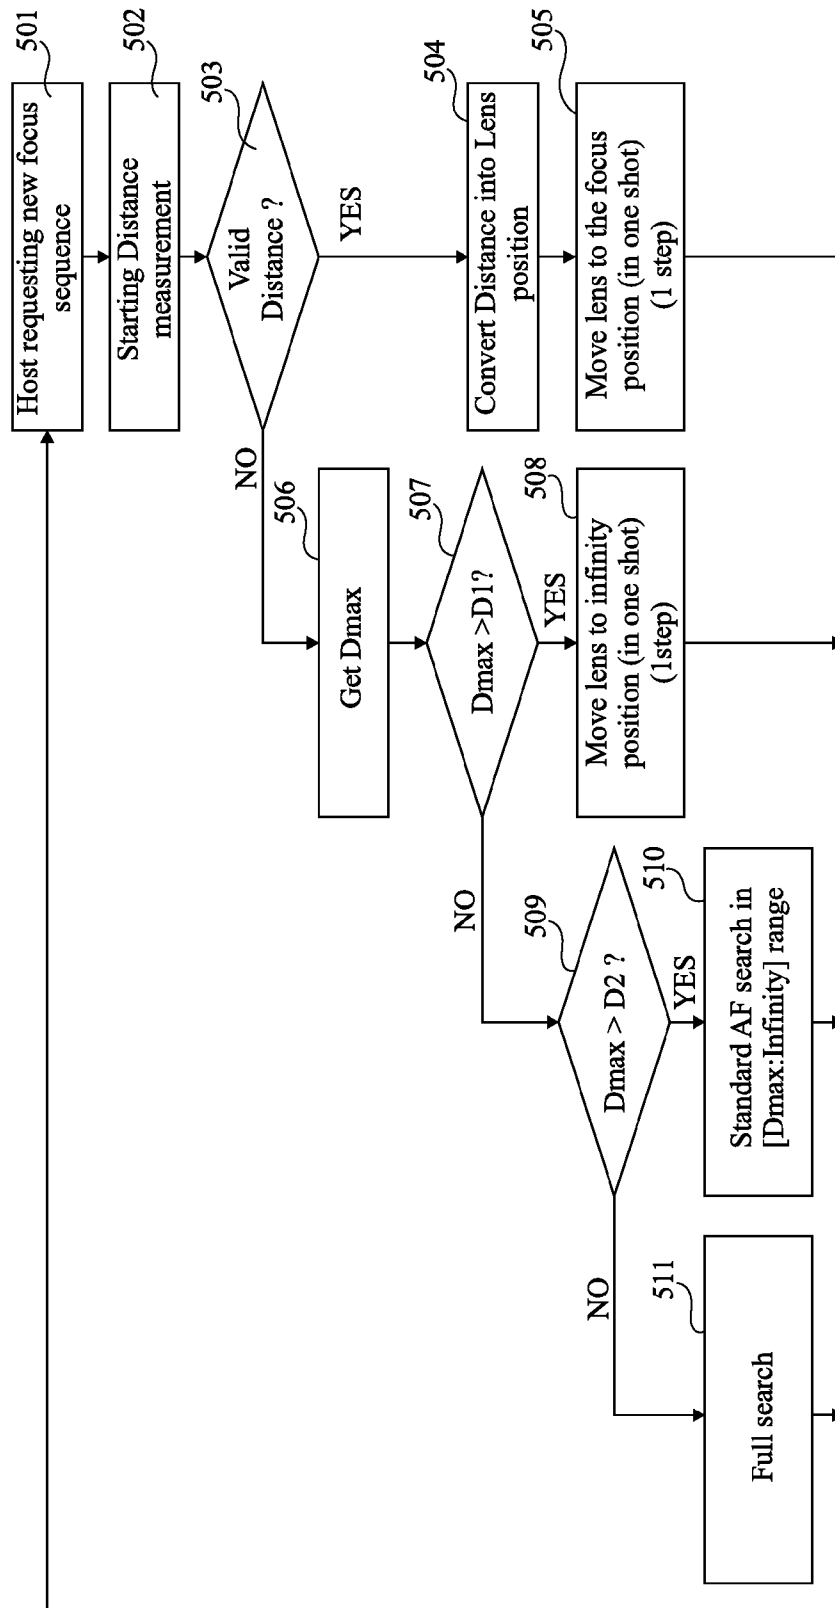 501
Host requesting new focus
sequence
502
Starting Distance
measurement
503
Valid
Distance ?
YES
NO
504
Convert Distance into Lens
position
505
Move lens to the focus
position (in one shot)
(1 step)
506
Get Dmax
507
Dmax >D1?
YES
NO
508
Move lens to infinity
position (in one shot)
(1step)
509
Dmax > D2 ?
YES
NO
510
Standard AF search in
[Dmax:Infinity] range
511
Full search